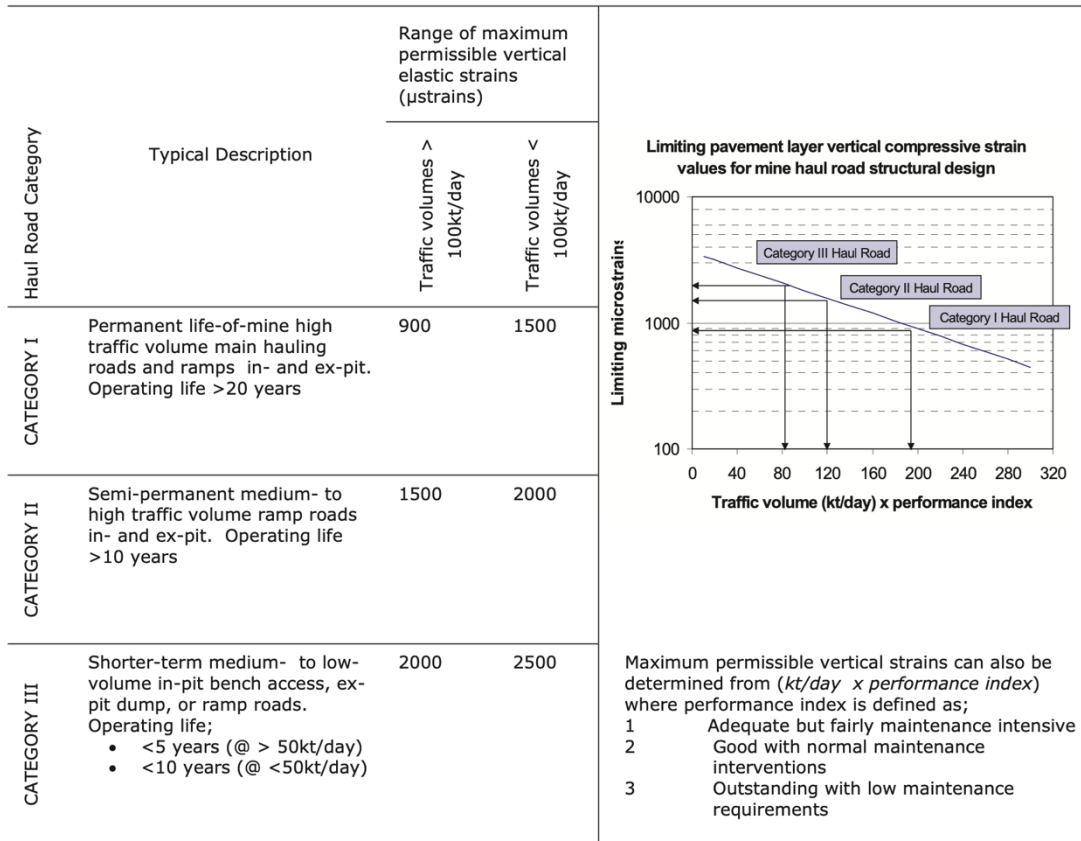 Haul Road Category
Typical Description
Range of maximum
permissible vertical
elastic strains
(µstrains)
Traffic volumes >
100kt/day
Traffic volumes <
100kt/day
CATEGORY I
Permanent life-of-mine high
traffic volume main hauling
roads and ramps in- and ex-pit.
Operating life >20 years
900
1500
CATEGORY II
Semi-permanent medium- to
high traffic volume ramp roads
in- and ex-pit. Operating life
>10 years
1500
2000
CATEGORY III
Shorter-term medium- to low-
volume in-pit bench access, ex-
pit dump, or ramp roads.
Operating life;
• <5 years (@ > 50kt/day)
• <10 years (@ <50kt/day)
2000
2500
Limiting pavement layer vertical compressive strain
values for mine haul road structural design
Limiting microstrains
10000
1000
100
Category III Haul Road
Category II Haul Road
Category I Haul Road
0 40 80 120 160 200 240 280 320
Traffic volume (kt/day) x performance index
Maximum permissible vertical strains can also be
determined from (kt/day x performance index)
where performance index is defined as;
1 Adequate but fairly maintenance intensive
2 Good with normal maintenance
interventions
3 Outstanding with low maintenance
requirements